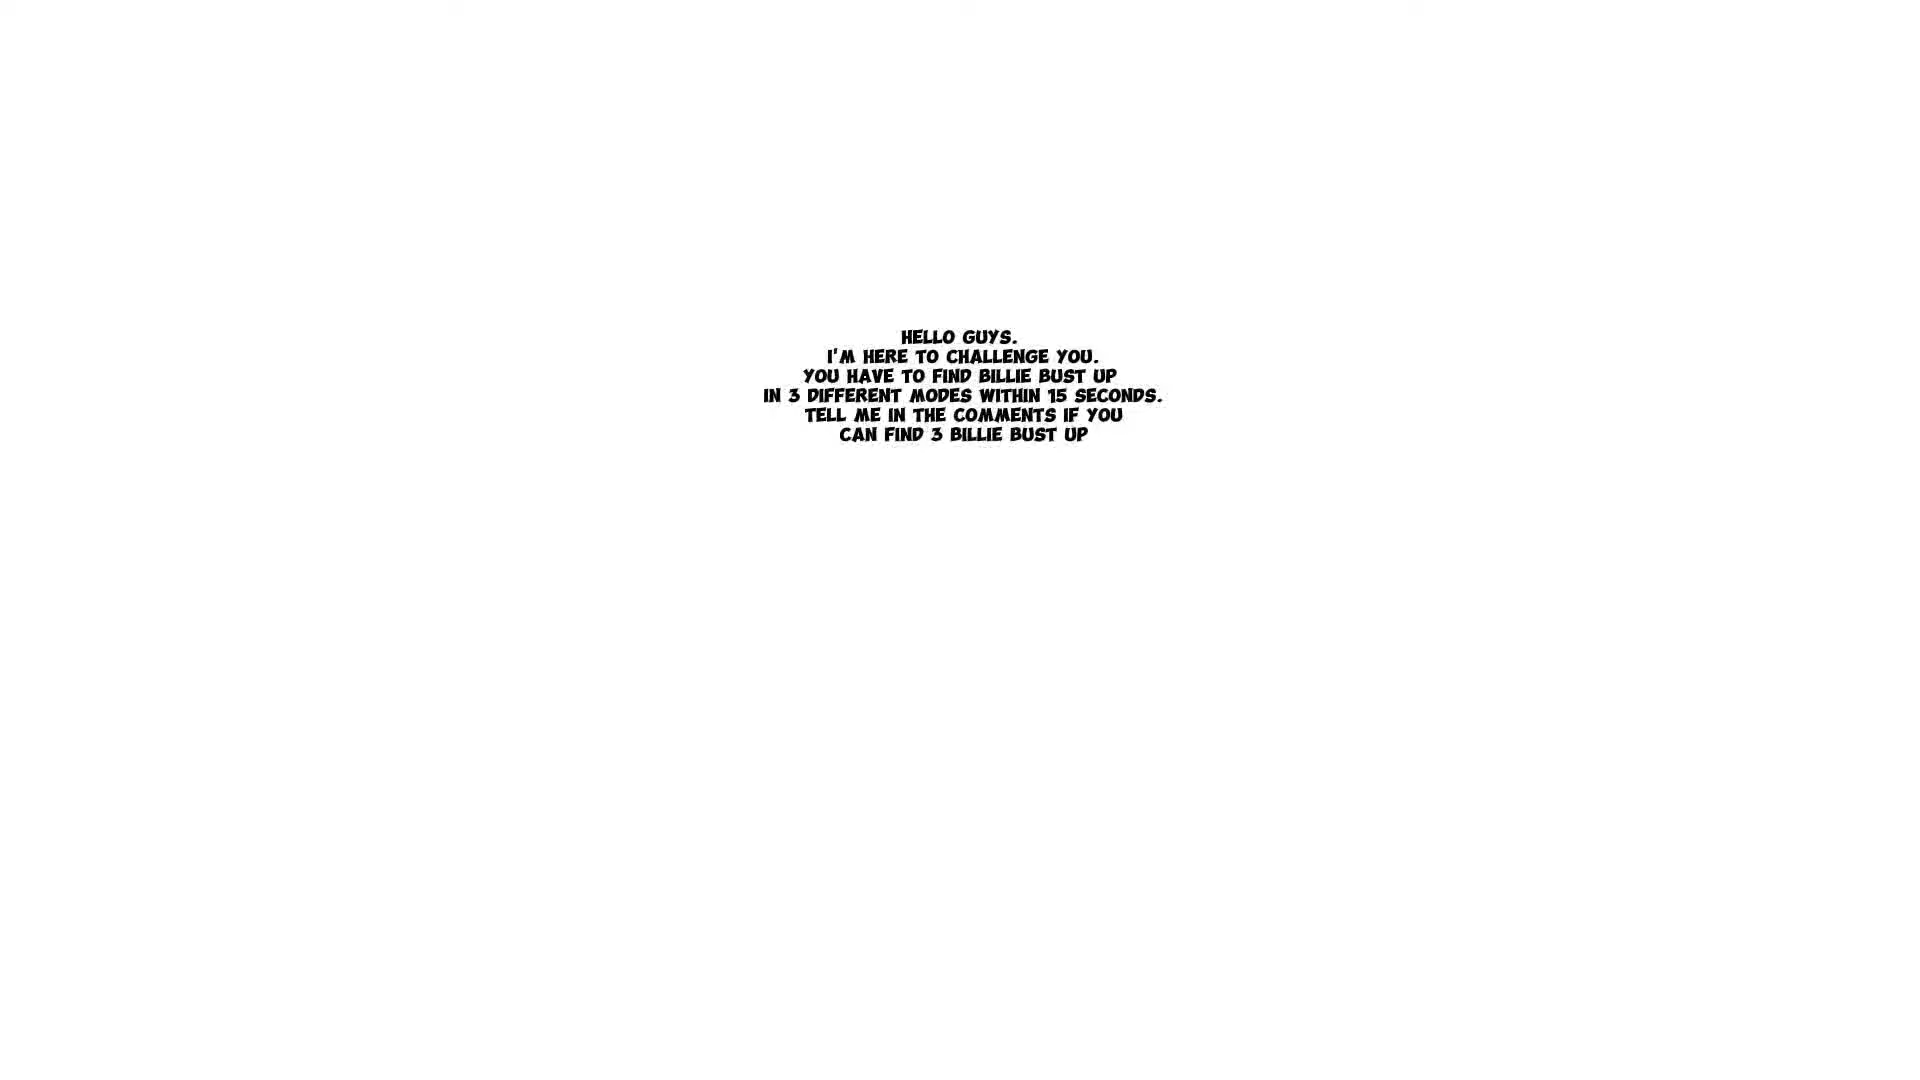 HELLO GUYS.
I'M HERE TO CHALLENGE YOU.
YOU HAVE TO FIND BILLIE BUST UP
IN 3 DIFFERENT MODES WITHIN 15 SECONDS.
TELL ME IN THE COMMENTS IF YOU
CAN FIND 3 BILLIE BUST UP